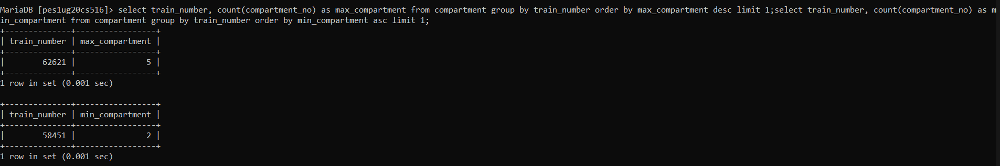 MariaDB [pes1ug20cs516]> select train_number, count(compartment_no) as max_compartment from compartment group by train_number order by max_compartment desc limit 1;select train_number, count(compartment_no) as m
in_compartment from compartment group by train_number order by min_compartment asc limit 1;
+--------------+-----------------+
| train_number | max_compartment |
+--------------+-----------------+
|        62621 |               5 |
+--------------+-----------------+
1 row in set (0.001 sec)

+--------------+-----------------+
| train_number | min_compartment |
+--------------+-----------------+
|        58451 |               2 |
+--------------+-----------------+
1 row in set (0.001 sec)